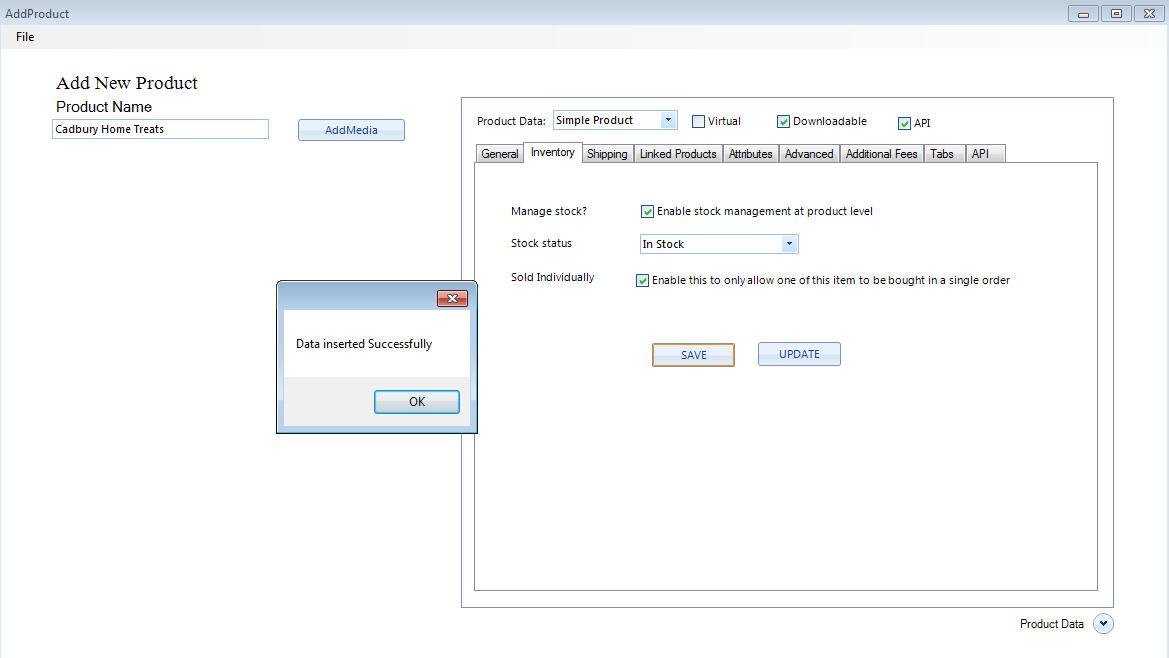 AddProduct
File
Add New Product
Product Name
Cadbury Home Treats
AddMedia
Product Data: Simple Product Virtual Downloadable API
General Inventory Shipping Linked Products Attributes Advanced Additional Fees Tabs API
Manage stock? Enable stock management at product level
Stock status In Stock
Sold Individually Enable this to only allow one of this item to be bought in a single order
SAVE UPDATE
Data inserted Successfully
OK
Product Data